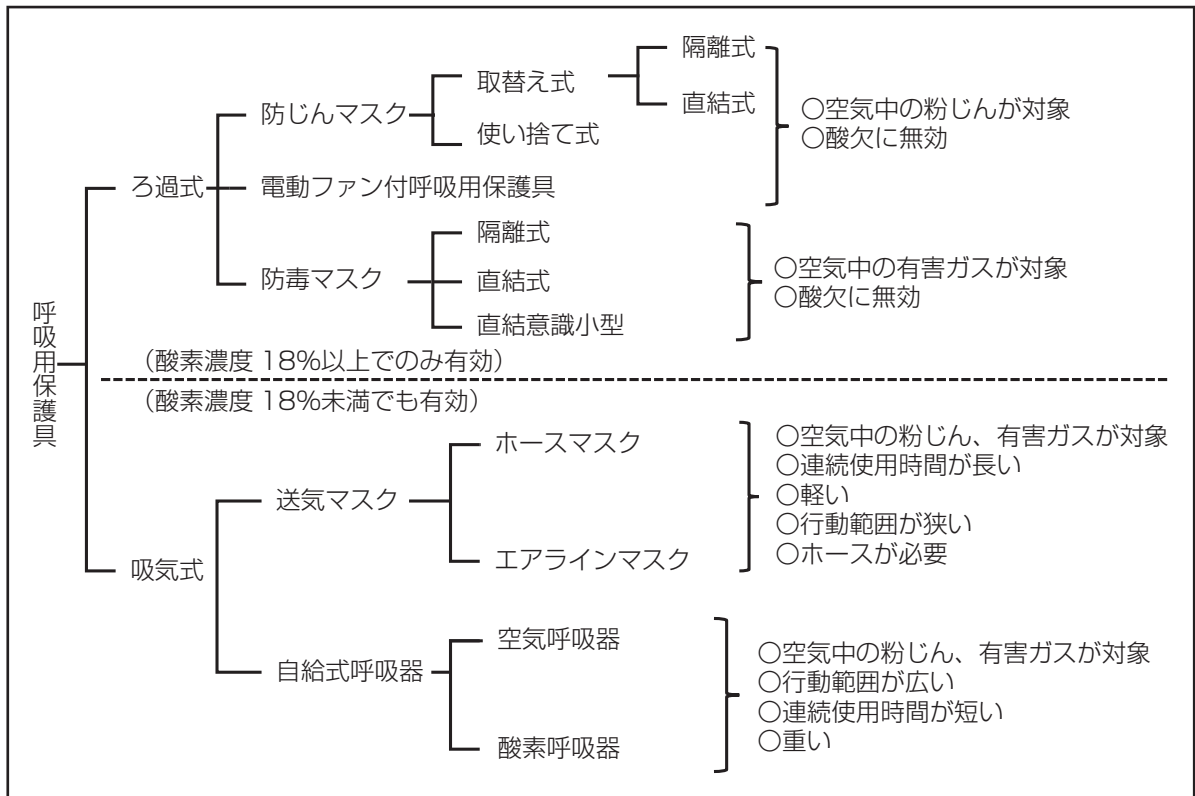 呼吸用保護具
ろ過式
防じんマスク
取替え式
隔離式
直結式
使い捨て式
○空気中の粉じんが対象
○酸欠に無効
電動ファン付呼吸用保護具
防毒マスク
隔離式
直結式
直結意識小型
○空気中の有害ガスが対象
○酸欠に無効
（酸素濃度 18%以上でのみ有効）
（酸素濃度 18%未満でも有効）
吸気式
送気マスク
ホースマスク
エアラインマスク
○空気中の粉じん、有害ガスが対象
○連続使用時間が長い
○軽い
○行動範囲が狭い
○ホースが必要
自給式呼吸器
空気呼吸器
酸素呼吸器
○空気中の粉じん、有害ガスが対象
○行動範囲が広い
○連続使用時間が短い
○重い